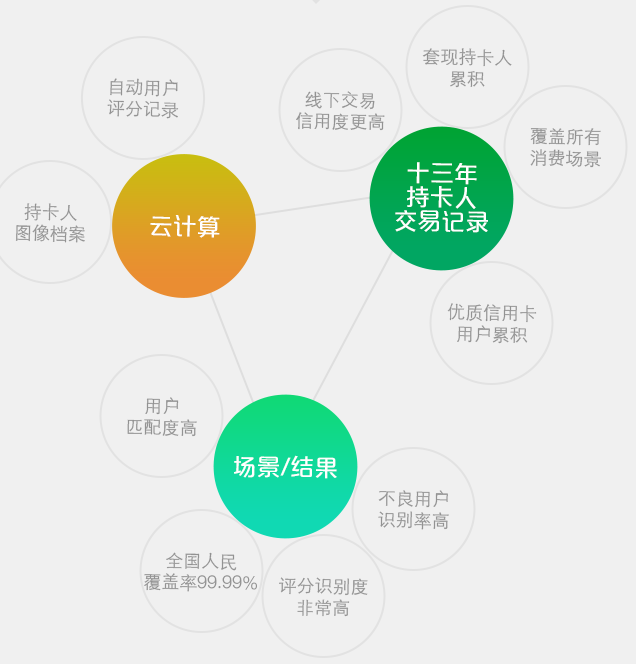 套现持卡人
累积
自动用户
评分记录
线下交易
信用度更高
覆盖所有
消费场景
十三年
持卡人
交易记录
持卡人
图像档案
云计算
优质信用卡
用户累积
用户
匹配度高
场景/结果
不良用户
识别率高
全国人民
覆盖率99.99%
评分识别度
非常高